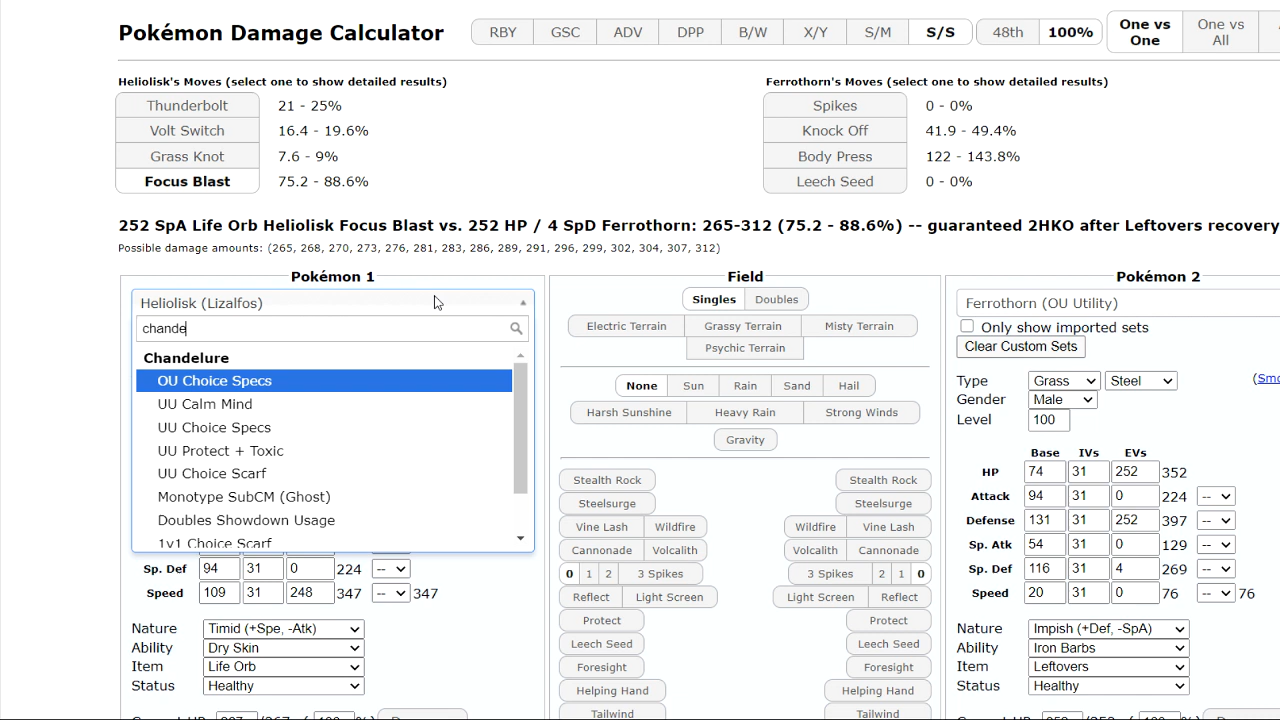 Pokémon Damage Calculator RBY GSC ADV DPP B/W X/Y S/M S/S 48th 100% One vs One One vs All
Heliolisk's Moves (select one to show detailed results) Ferrothorn's Moves (select one to show detailed results)
Thunderbolt 21 - 25% Spikes 0 - 0%
Volt Switch 16.4 - 19.6% Knock Off 41.9 - 49.4%
Grass Knot 7.6 - 9% Body Press 122 - 143.8%
Focus Blast 75.2 - 88.6% Leech Seed 0 - 0%
252 SpA Life Orb Heliolisk Focus Blast vs. 252 HP / 4 SpD Ferrothorn: 265-312 (75.2 - 88.6%) -- guaranteed 2HKO after Leftovers recovery
Possible damage amounts: (265, 268, 270, 273, 276, 281, 283, 286, 289, 291, 296, 299, 302, 304, 307, 312)
Pokémon 1
Heliolisk (Lizalfos)
chande
Chandelure
OU Choice Specs
UU Calm Mind
UU Choice Specs
UU Protect + Toxic
UU Choice Scarf
Monotype SubCM (Ghost)
Doubles Showdown Usage
1v1 Choice Scarf
Sp. Def 94 31 0 224 --
Speed 109 31 248 347 -- 347
Nature Timid (+Spe, -Atk)
Ability Dry Skin
Item Life Orb
Status Healthy
Field
Singles Doubles
Electric Terrain Grassy Terrain Misty Terrain
Psychic Terrain
None Sun Rain Sand Hail
Harsh Sunshine Heavy Rain Strong Winds
Gravity
Stealth Rock Stealth Rock
Steelsurge Steelsurge
Vine Lash Wildfire Wildfire Vine Lash
Cannonade Volcalith Volcalith Cannonade
0 1 2 3 Spikes 3 Spikes 2 1 0
Reflect Light Screen Light Screen Reflect
Protect Protect
Leech Seed Leech Seed
Foresight Foresight
Helping Hand Helping Hand
Tailwind Tailwind
Pokémon 2
Ferrothorn (OU Utility)
Only show imported sets
Clear Custom Sets
Type Grass Steel
Gender Male
Level 100
Base IVs EVs
HP 74 31 252 352
Attack 94 31 0 224 --
Defense 131 31 252 397 --
Sp. Atk 54 31 0 129 --
Sp. Def 116 31 4 269 --
Speed 20 31 0 76 -- 76
Nature Impish (+Def, -SpA)
Ability Iron Barbs
Item Leftovers
Status Healthy